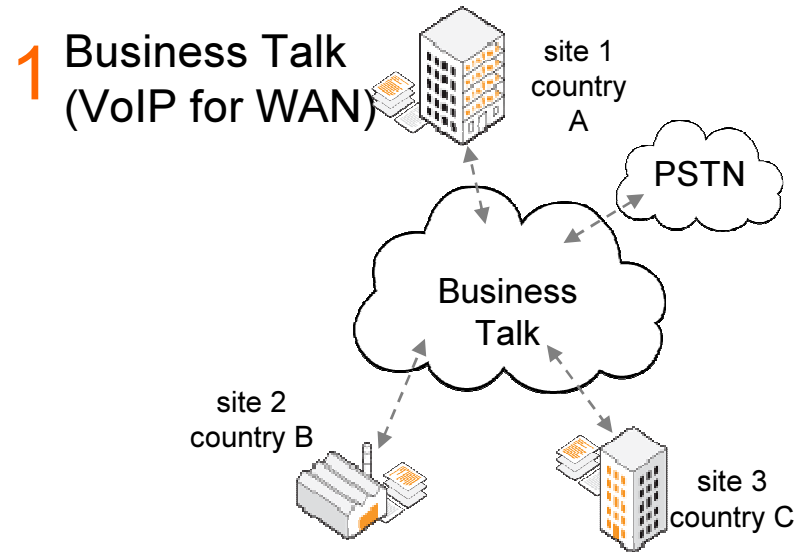 1 Business Talk
(VoIP for WAN)
site 1
country
A
PSTN
Business
Talk
site 2
country B
site 3
country C